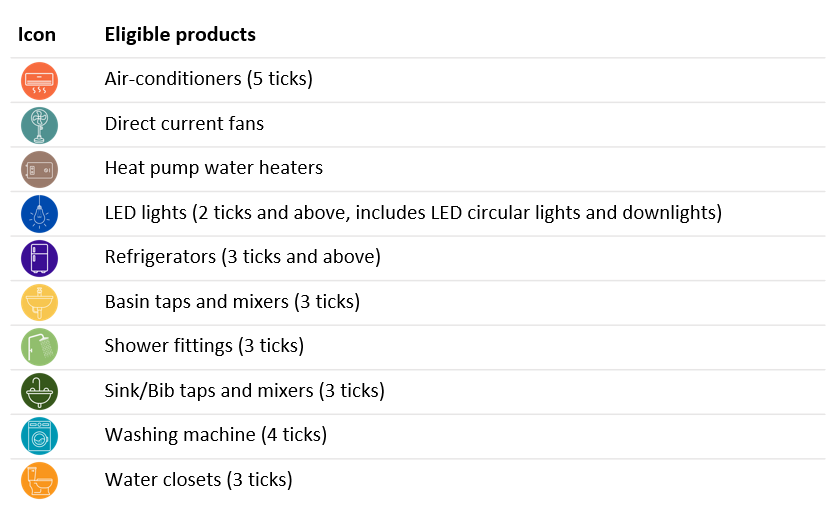 Icon Eligible products
Air-conditioners (5 ticks)
Direct current fans
Heat pump water heaters
LED lights (2 ticks and above, includes LED circular lights and downlights)
Refrigerators (3 ticks and above)
Basin taps and mixers (3 ticks)
Shower fittings (3 ticks)
Sink/Bib taps and mixers (3 ticks)
Washing machine (4 ticks)
Water closets (3 ticks)